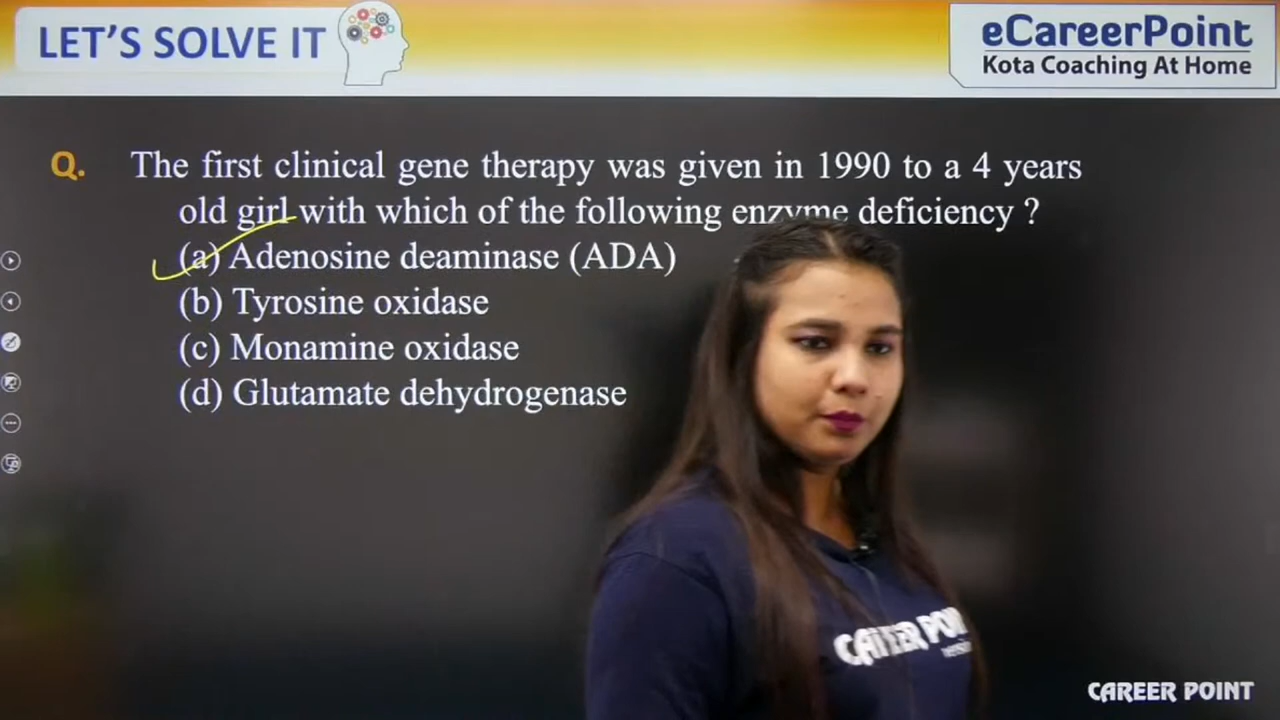 LET'S SOLVE IT
eCareerPoint
Kota Coaching At Home
Q. The first clinical gene therapy was given in 1990 to a 4 years
old girl with which of the following enzyme deficiency ?
(a) Adenosine deaminase (ADA)
(b) Tyrosine oxidase
(c) Monamine oxidase
(d) Glutamate dehydrogenase
CAREER POI
CAREER POINT